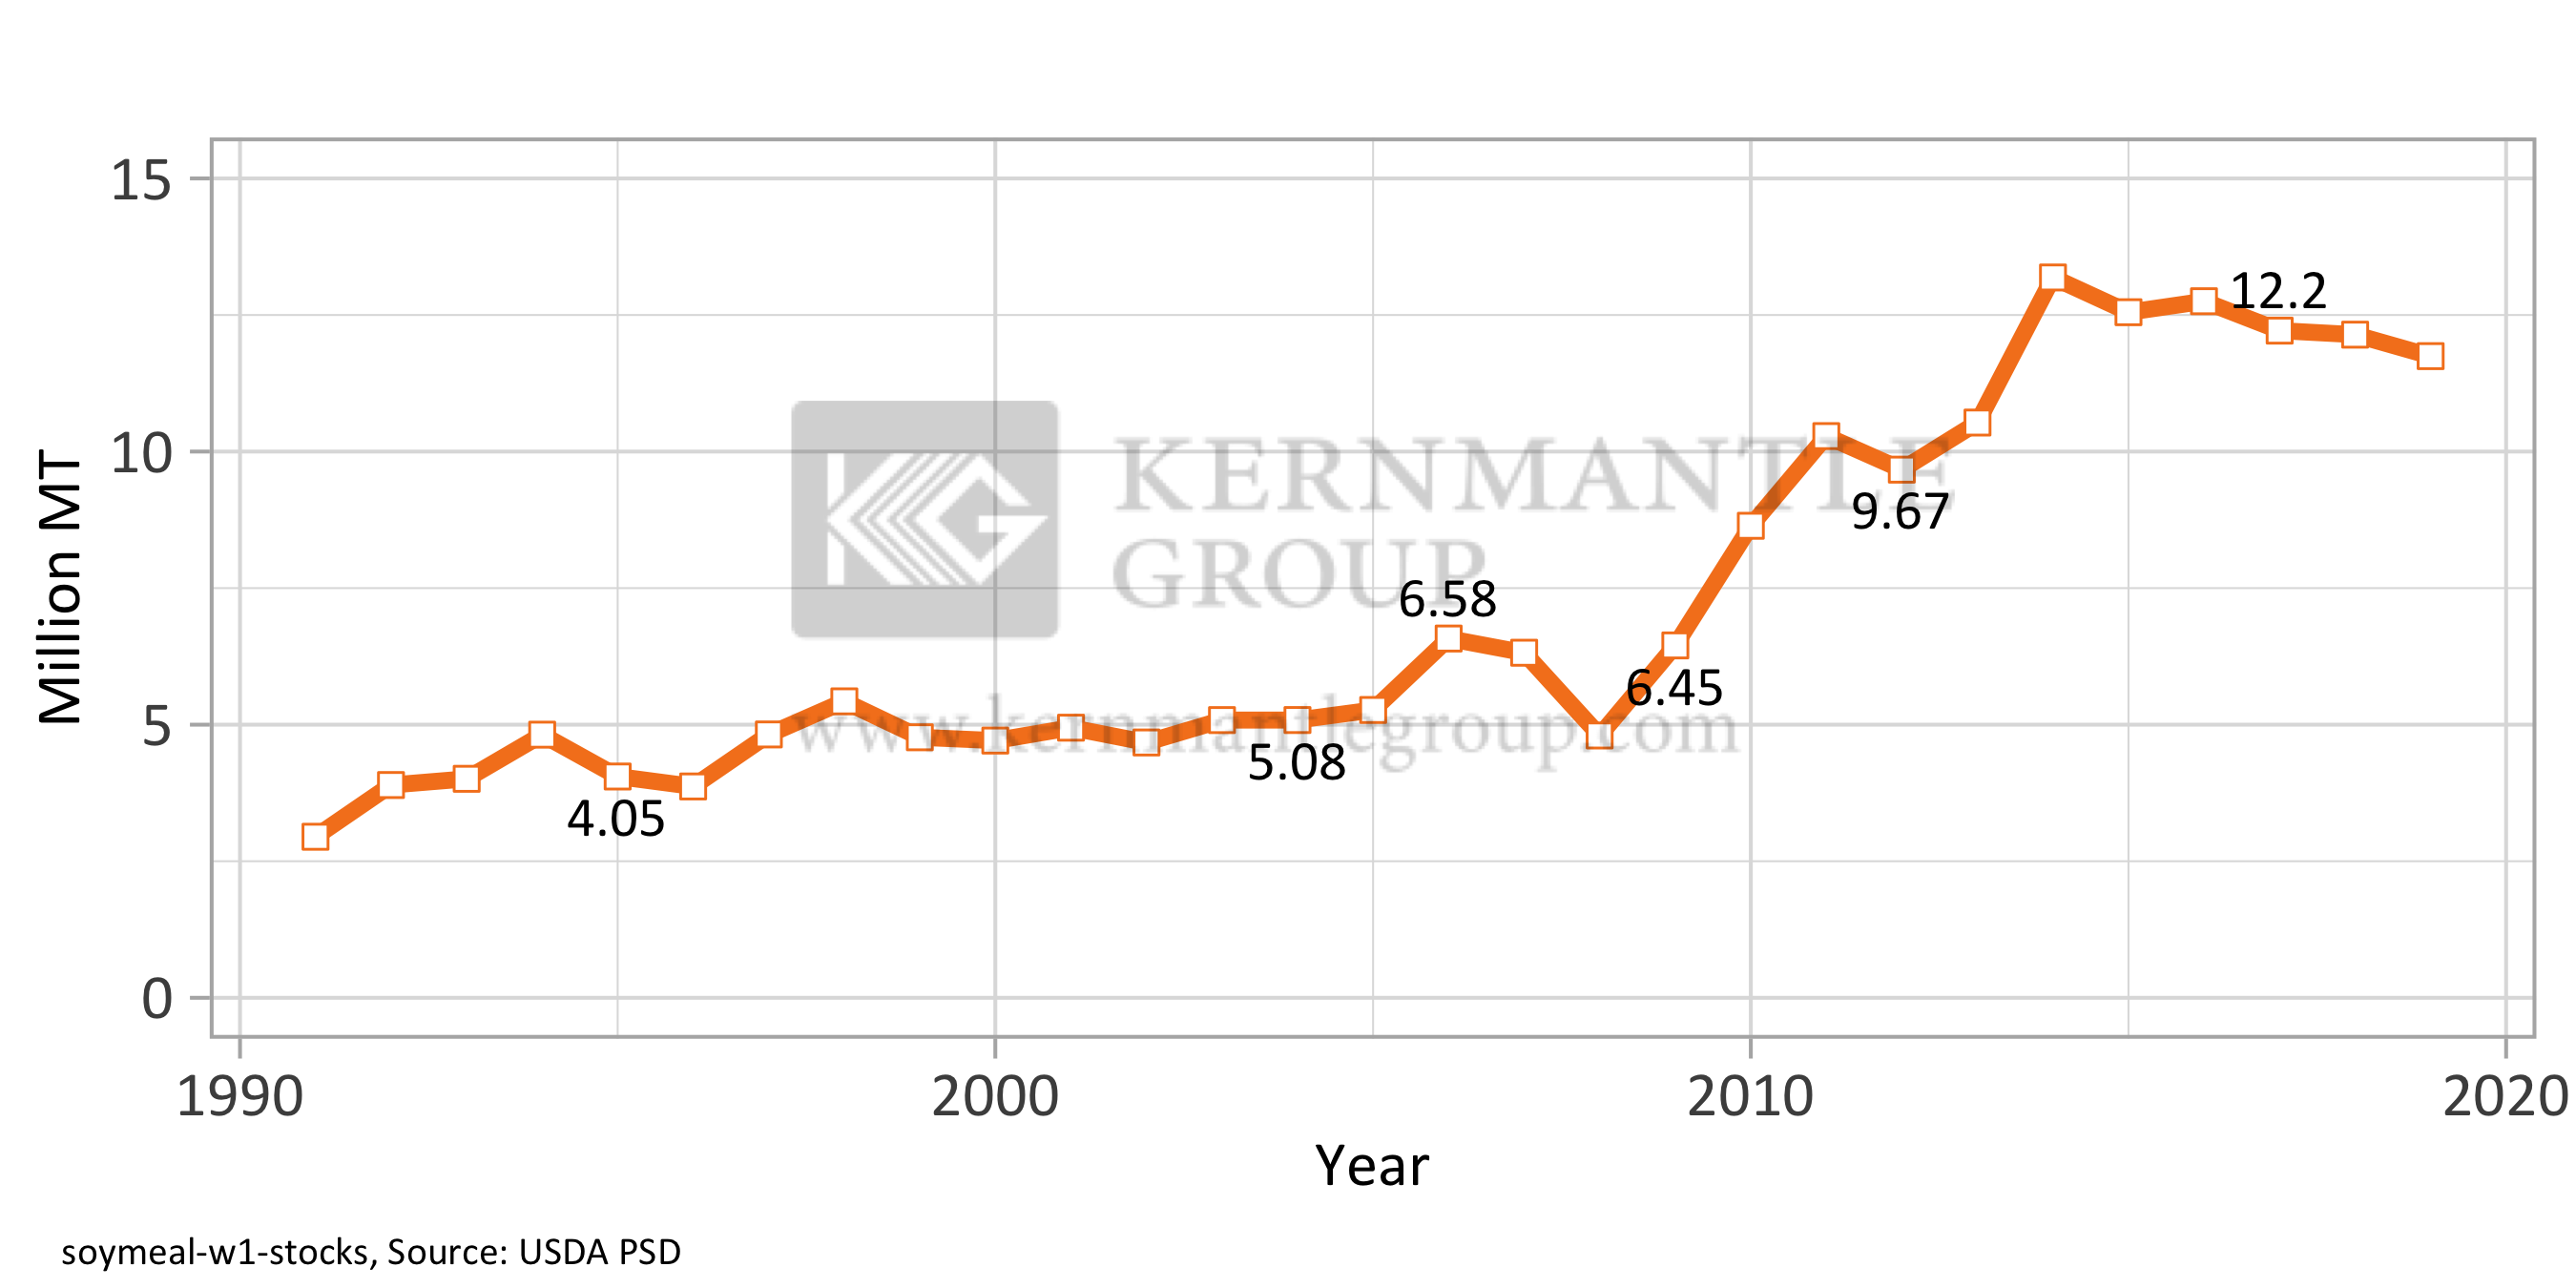 15
10
5
0
Million MT
1990
2000
2010
2020
Year
4.05
5.08
6.58
6.45
9.67
12.2
KG
KERNMANTLE
GROUP
www.kernmantlegroup.com
soymeal-w1-stocks, Source: USDA PSD